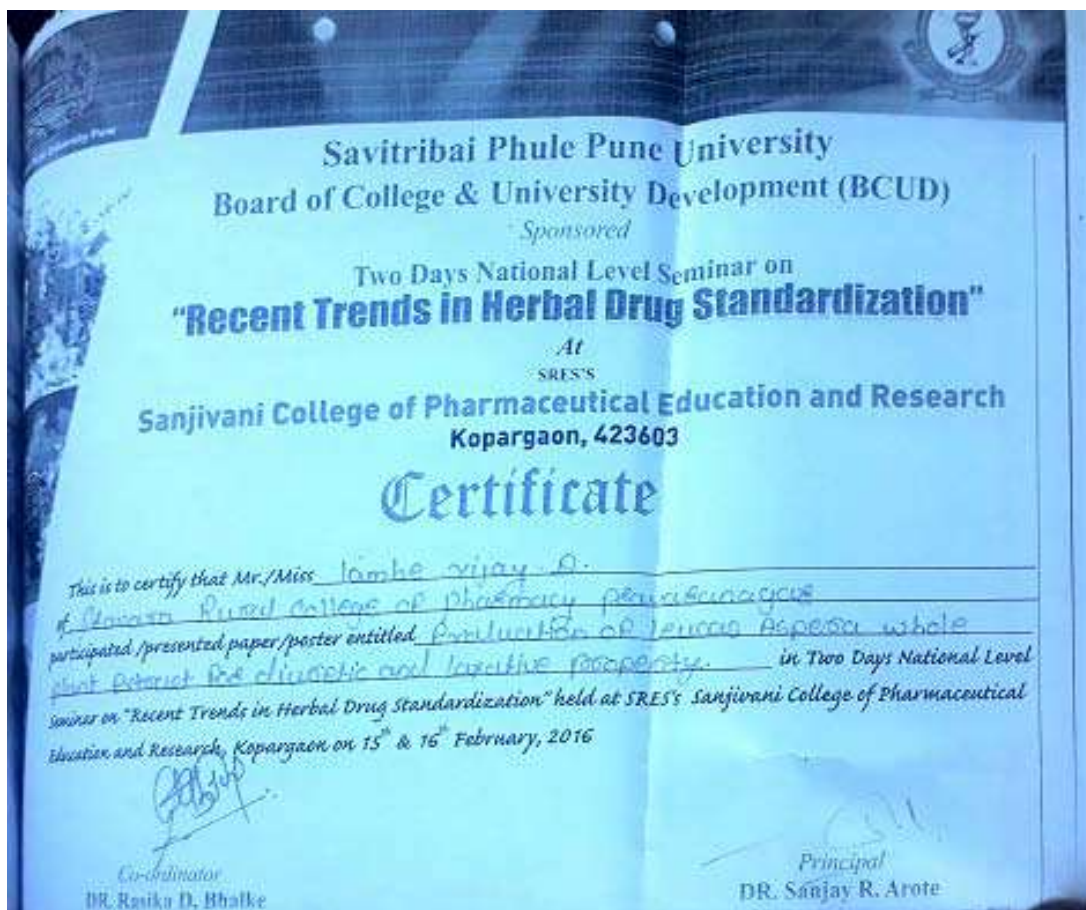 Savitribai Phule Pune University
Board of College & University Development (BCUD)
Sponsored
Two Days National Level Seminar on
"Recent Trends in Herbal Drug Standardization"
At
SRES'S
Sanjivani College of Pharmaceutical Education and Research
Kopargaon, 423603
Certificate
This is to certify that Mr./Miss lambe vijay D.
of Rural College of Pharmacy
participated /presented paper/poster entitled Evaluation of leucas Aspera whole
plant Extract for diuretic and laxative property. in Two Days National Level
Seminar on "Recent Trends in Herbal Drug Standardization" held at SRES's Sanjivani College of Pharmaceutical
Education and Research, Kopargaon on 15th & 16th February, 2016
Co-ordinator
DR. Rasika D. Bhalke
Principal
DR. Sanjay R. Arote